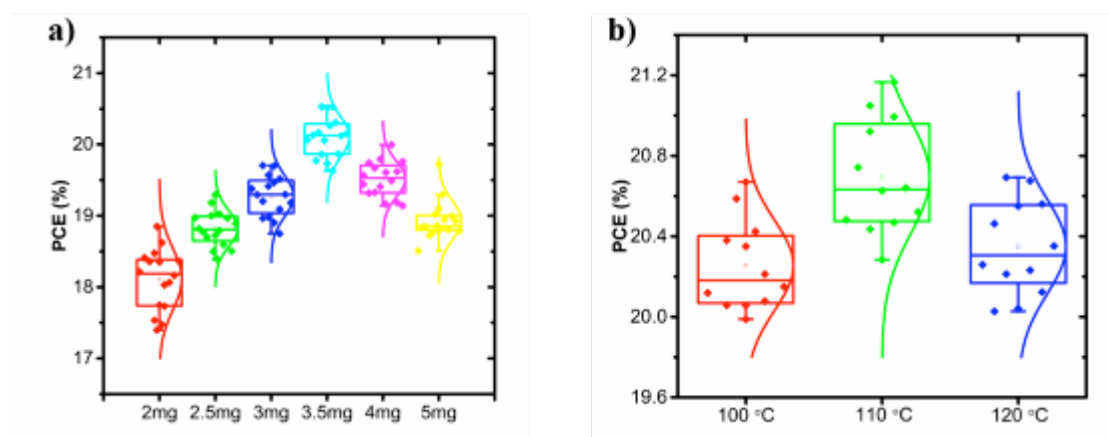 a)
PCE (%)
21
20
19
18
17
2mg 2.5mg 3mg 3.5mg 4mg 5mg
b)
PCE (%)
21.2
20.8
20.4
20.0
19.6
100 °C 110 °C 120 °C